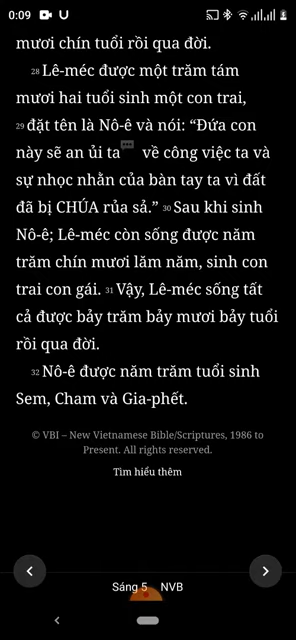 0:09
mươi chín tuổi rồi qua đời.
28 Lê-méc được một trăm tám
mươi hai tuổi sinh một con trai,
29 đặt tên là Nô-ê và nói: “Đứa con
này sẽ an ủi ta về công việc ta và
sự nhọc nhằn của bàn tay ta vì đất
đã bị CHÚA rủa sả.” 30 Sau khi sinh
Nô-ê; Lê-méc còn sống được năm
trăm chín mươi lăm năm, sinh con
trai con gái. 31 Vậy, Lê-méc sống tất
cả được bảy trăm bảy mươi bảy tuổi
rồi qua đời.
32 Nô-ê được năm trăm tuổi sinh
Sem, Cham và Gia-phết.
© VBI – New Vietnamese Bible/Scriptures, 1986 to
Present. All rights reserved.
Tìm hiểu thêm
Sáng 5 NVB